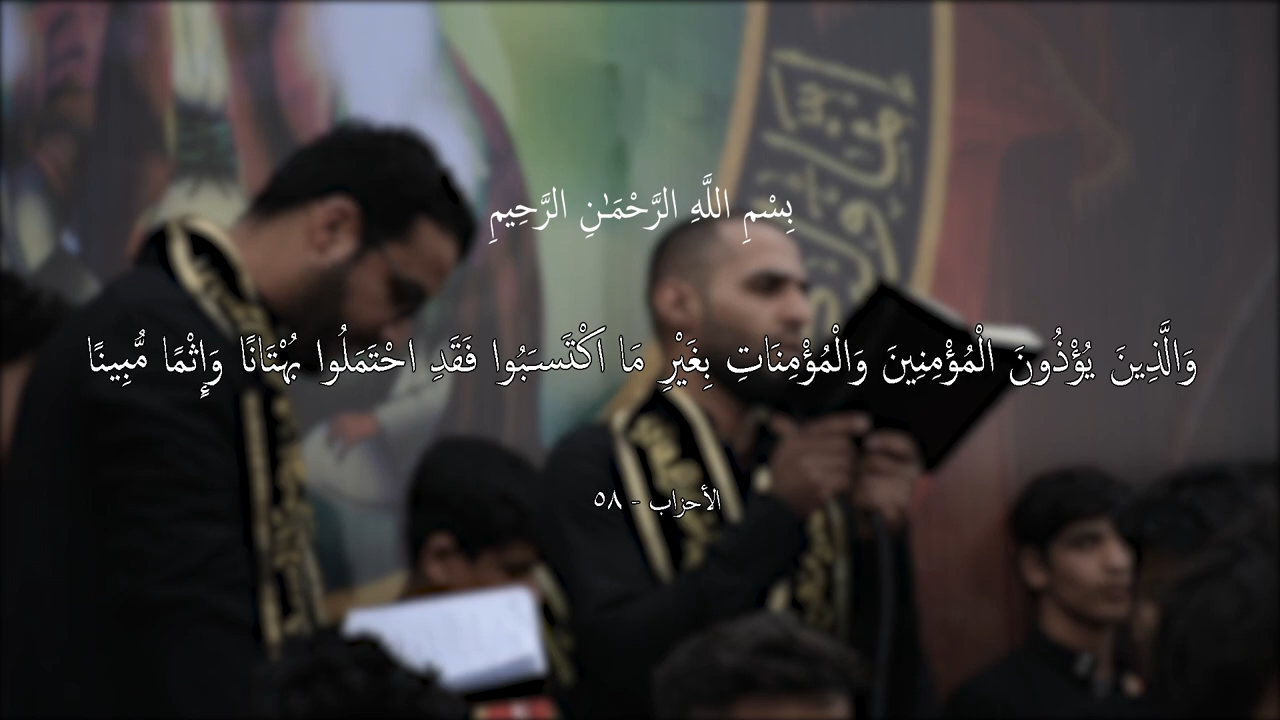 بِسْمِ اللَّهِ الرَّحْمَٰنِ الرَّحِيمِ
وَالَّذِينَ يُؤْذُونَ الْمُؤْمِنِينَ وَالْمُؤْمِنَاتِ بِغَيْرِ مَا اكْتَسَبُوا فَقَدِ احْتَمَلُوا بُهْتَانًا وَإِثْمًا مُّبِينًا
الأحزاب - ٥٨